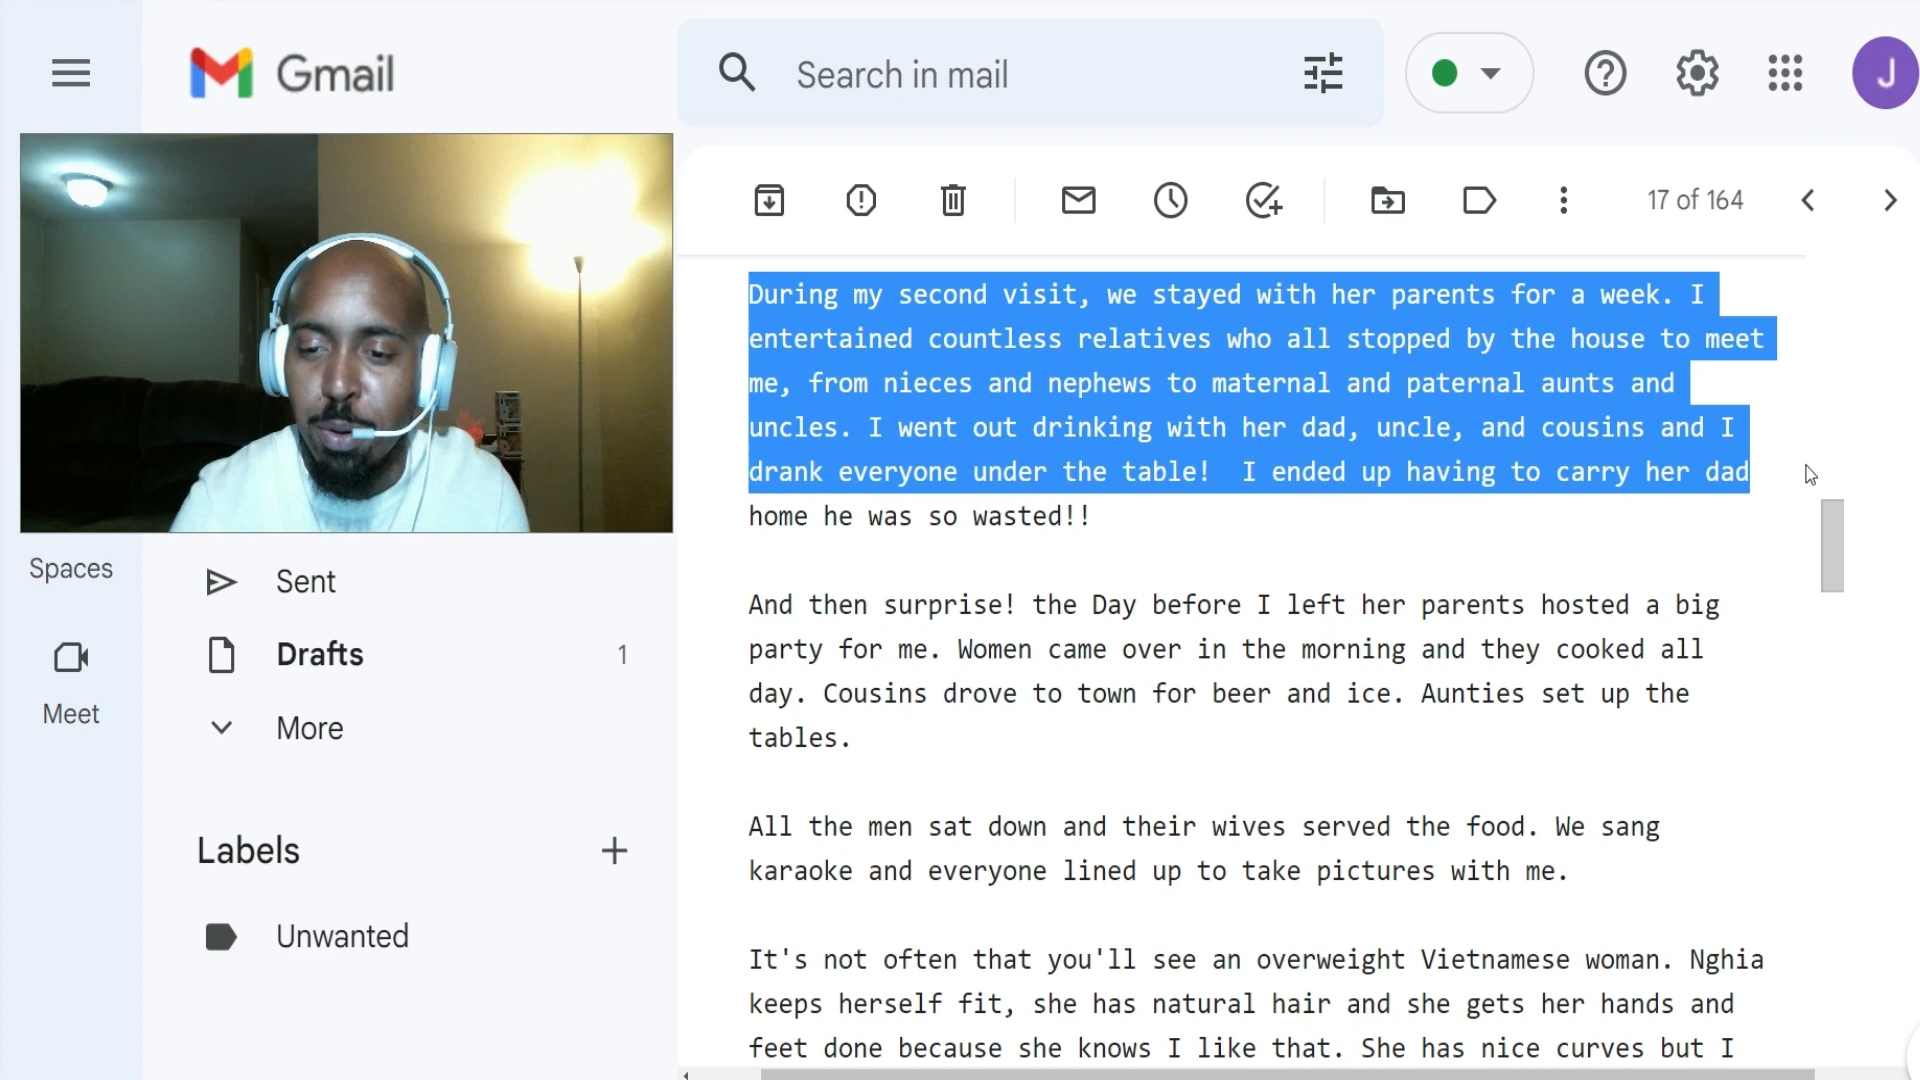 Gmail
Search in mail
J
17 of 164
During my second visit, we stayed with her parents for a week. I
entertained countless relatives who all stopped by the house to meet
me, from nieces and nephews to maternal and paternal aunts and
uncles. I went out drinking with her dad, uncle, and cousins and I
drank everyone under the table!  I ended up having to carry her dad
home he was so wasted!!
And then surprise! the Day before I left her parents hosted a big
party for me. Women came over in the morning and they cooked all
day. Cousins drove to town for beer and ice. Aunties set up the
tables.
All the men sat down and their wives served the food. We sang
karaoke and everyone lined up to take pictures with me.
It's not often that you'll see an overweight Vietnamese woman. Nghia
keeps herself fit, she has natural hair and she gets her hands and
feet done because she knows I like that. She has nice curves but I
Spaces
Meet
Sent
Drafts 1
More
Labels
Unwanted